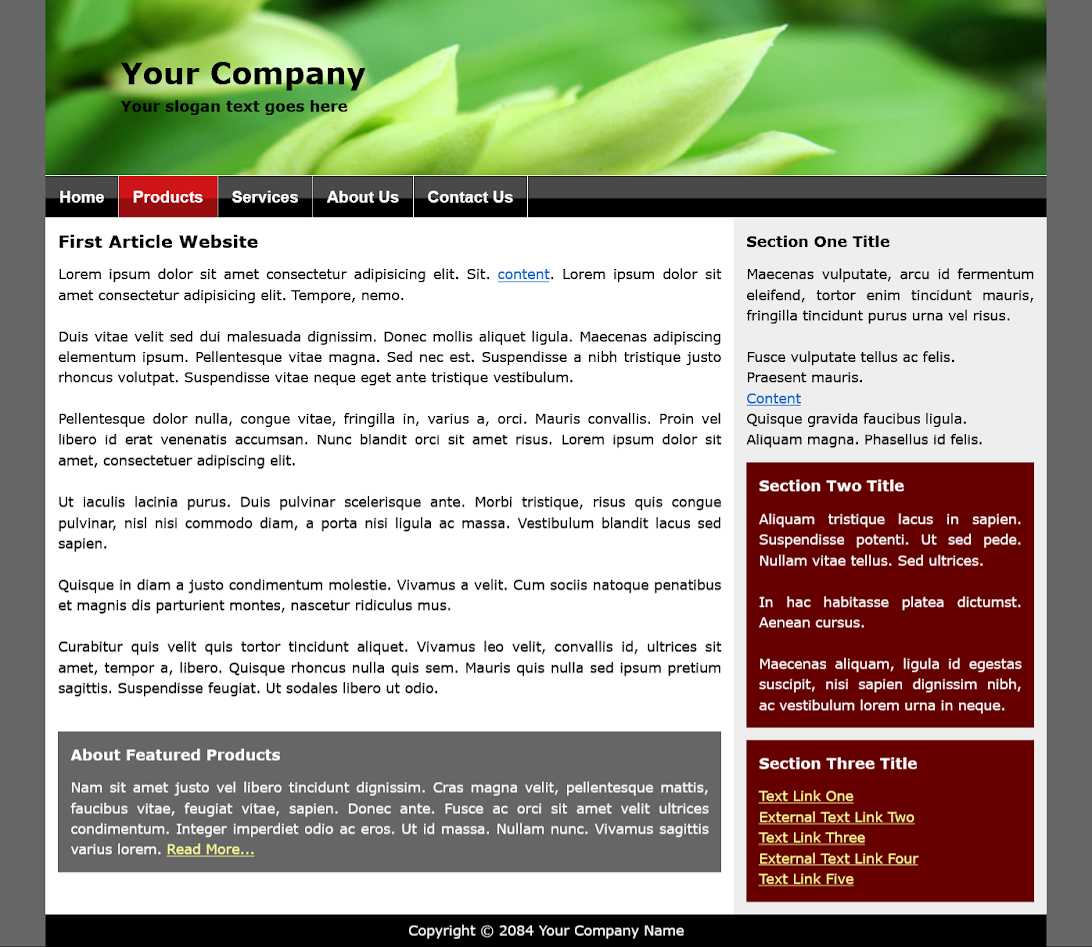 Your Company
Your slogan text goes here
Home
Products
Services
About Us
Contact Us
First Article Website
Lorem ipsum dolor sit amet consectetur adipisicing elit. Sit. content. Lorem ipsum dolor sit
amet consectetur adipisicing elit. Tempore, nemo.
Duis vitae velit sed dui malesuada dignissim. Donec mollis aliquet ligula. Maecenas adipiscing
elementum ipsum. Pellentesque vitae magna. Sed nec est. Suspendisse a nibh tristique justo
rhoncus volutpat. Suspendisse vitae neque eget ante tristique vestibulum.
Pellentesque dolor nulla, congue vitae, fringilla in, varius a, orci. Mauris convallis. Proin vel
libero id erat venenatis accumsan. Nunc blandit orci sit amet risus. Lorem ipsum dolor sit
amet, consectetuer adipiscing elit.
Ut iaculis lacinia purus. Duis pulvinar scelerisque ante. Morbi tristique, risus quis congue
pulvinar, nisl nisi commodo diam, a porta nisi ligula ac massa. Vestibulum blandit lacus sed
sapien.
Quisque in diam a justo condimentum molestie. Vivamus a velit. Cum sociis natoque penatibus
et magnis dis parturient montes, nascetur ridiculus mus.
Curabitur quis velit quis tortor tincidunt aliquet. Vivamus leo velit, convallis id, ultrices sit
amet, tempor a, libero. Quisque rhoncus nulla quis sem. Mauris quis nulla sed ipsum pretium
sagittis. Suspendisse feugiat. Ut sodales libero ut odio.
About Featured Products
Nam sit amet justo vel libero tincidunt dignissim. Cras magna velit, pellentesque mattis,
faucibus vitae, feugiat vitae, sapien. Donec ante. Fusce ac orci sit amet velit ultrices
condimentum. Integer imperdiet odio ac eros. Ut id massa. Nullam nunc. Vivamus sagittis
varius lorem. Read More...
Section One Title
Maecenas vulputate, arcu id fermentum
eleifend, tortor enim tincidunt mauris,
fringilla tincidunt purus urna vel risus.
Fusce vulputate tellus ac felis.
Praesent mauris.
Content
Quisque gravida faucibus ligula.
Aliquam magna. Phasellus id felis.
Section Two Title
Aliquam tristique lacus in sapien.
Suspendisse potenti. Ut sed pede.
Nullam vitae tellus. Sed ultrices.
In hac habitasse platea dictumst.
Aenean cursus.
Maecenas aliquam, ligula id egestas
suscipit, nisi sapien dignissim nibh,
ac vestibulum lorem urna in neque.
Section Three Title
Text Link One
External Text Link Two
Text Link Three
External Text Link Four
Text Link Five
Copyright © 2084 Your Company Name